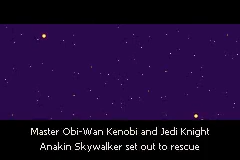 Master Obi-Wan Kenobi and Jedi Knight
Anakin Skywalker set out to rescue